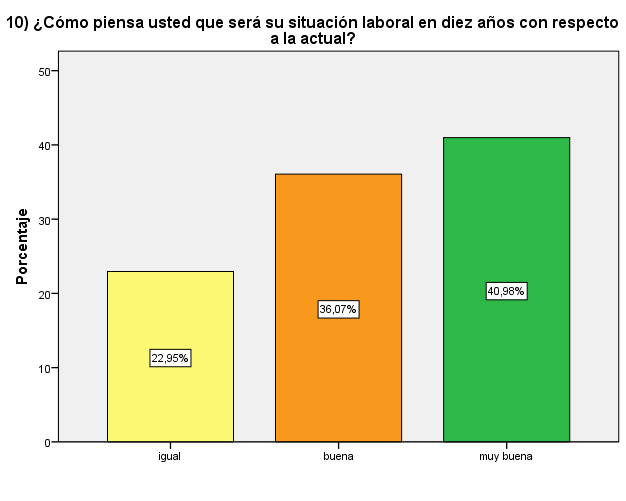 10) ¿Cómo piensa usted que será su situación laboral en diez años con respecto
a la actual?
Porcentaje
50
40
30
20
10
0
22,95%
36,07%
40,98%
igual
buena
muy buena